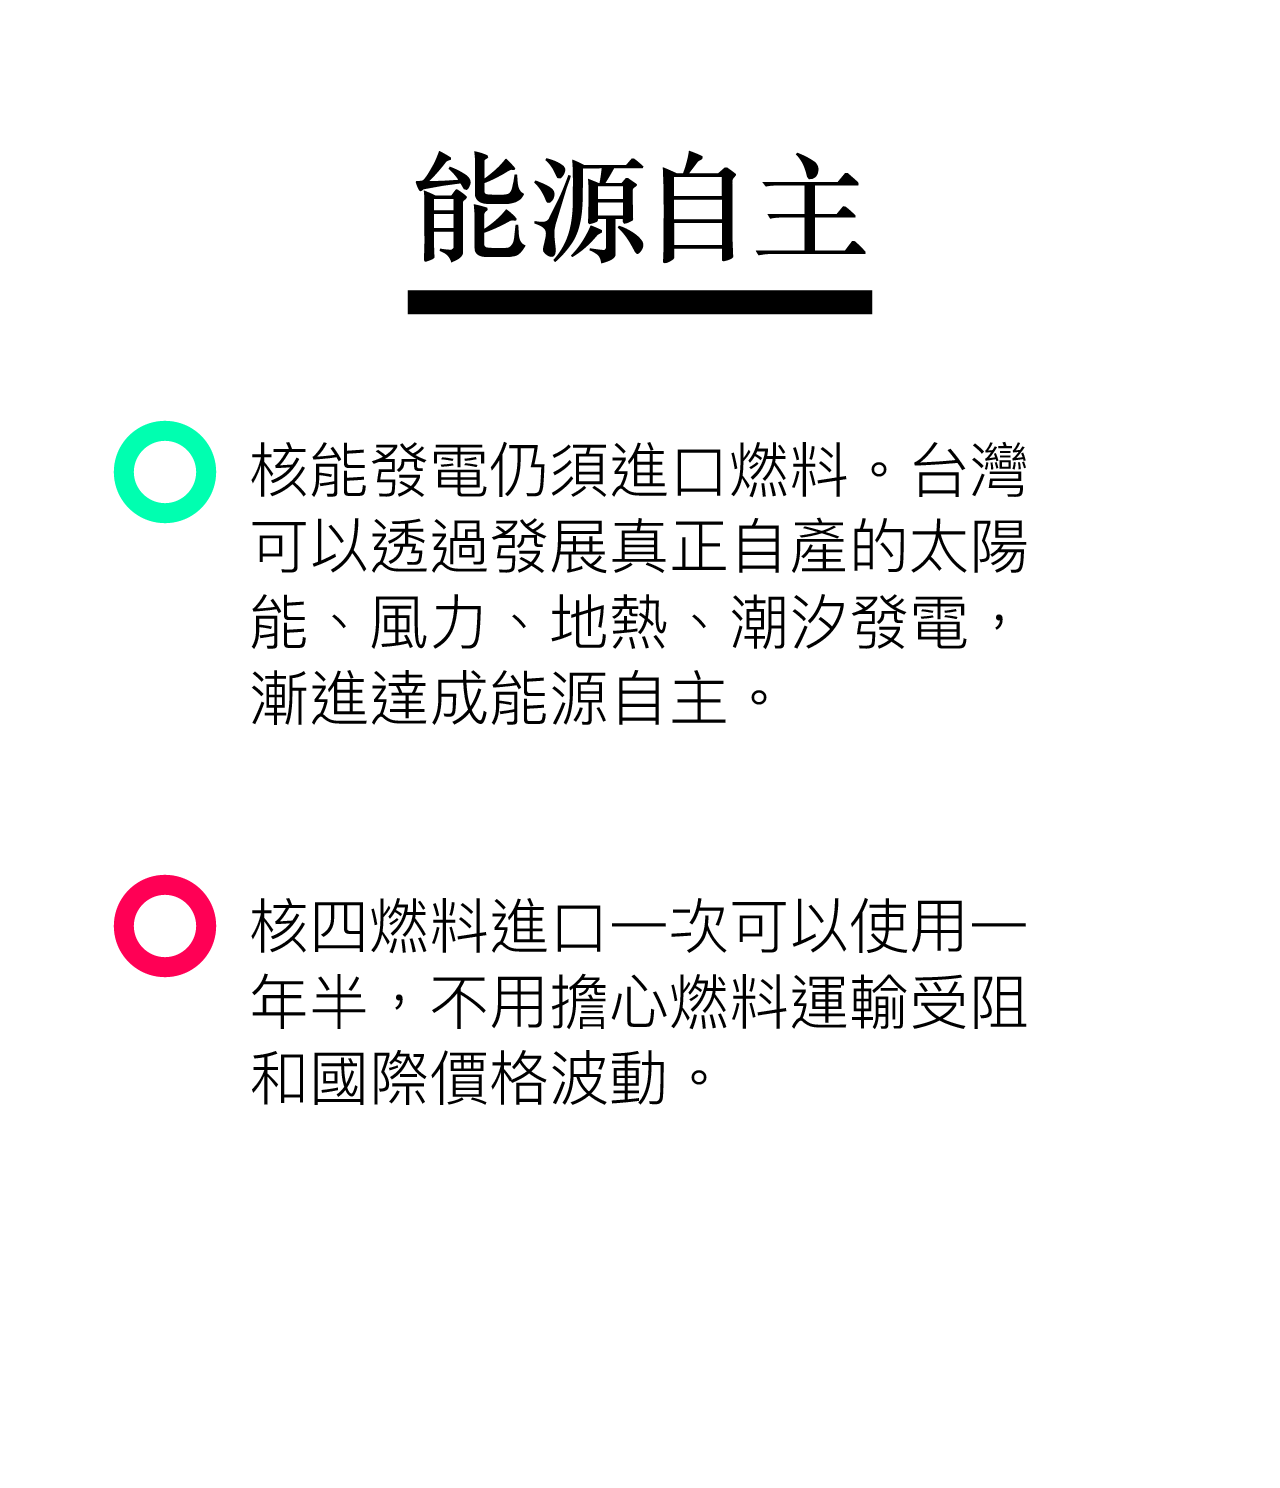 能源自主
核能發電仍須進口燃料。台灣
可以透過發展真正自產的太陽
能、風力、地熱、潮汐發電，
漸進達成能源自主。
核四燃料進口一次可以使用一
年半，不用擔心燃料運輸受阻
和國際價格波動。